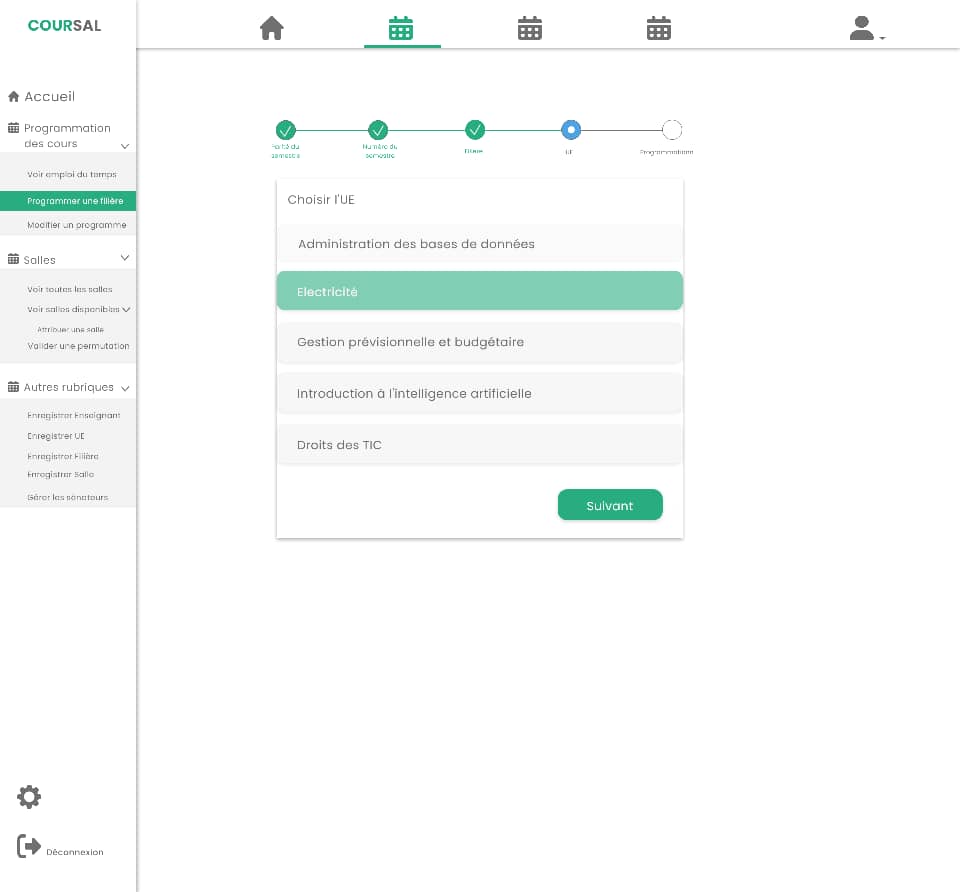 COURSAL
Accueil
Programmation
des cours
Voir emploi du temps
Programmer une filière
Modifier un programme
Salles
Voir toutes les salles
Voir salles disponibles
Attribuer une salle
Valider une permutation
Autres rubriques
Enregistrer Enseignant
Enregistrer UE
Enregistrer Filière
Enregistrer Salle
Gérer les sénateurs
Déconnexion
Parité du
semestre
Numéro du
semestre
Filière
UE
Programmations
Choisir l'UE
Administration des bases de données
Electricité
Gestion prévisionnelle et budgétaire
Introduction à l'intelligence artificielle
Droits des TIC
Suivant